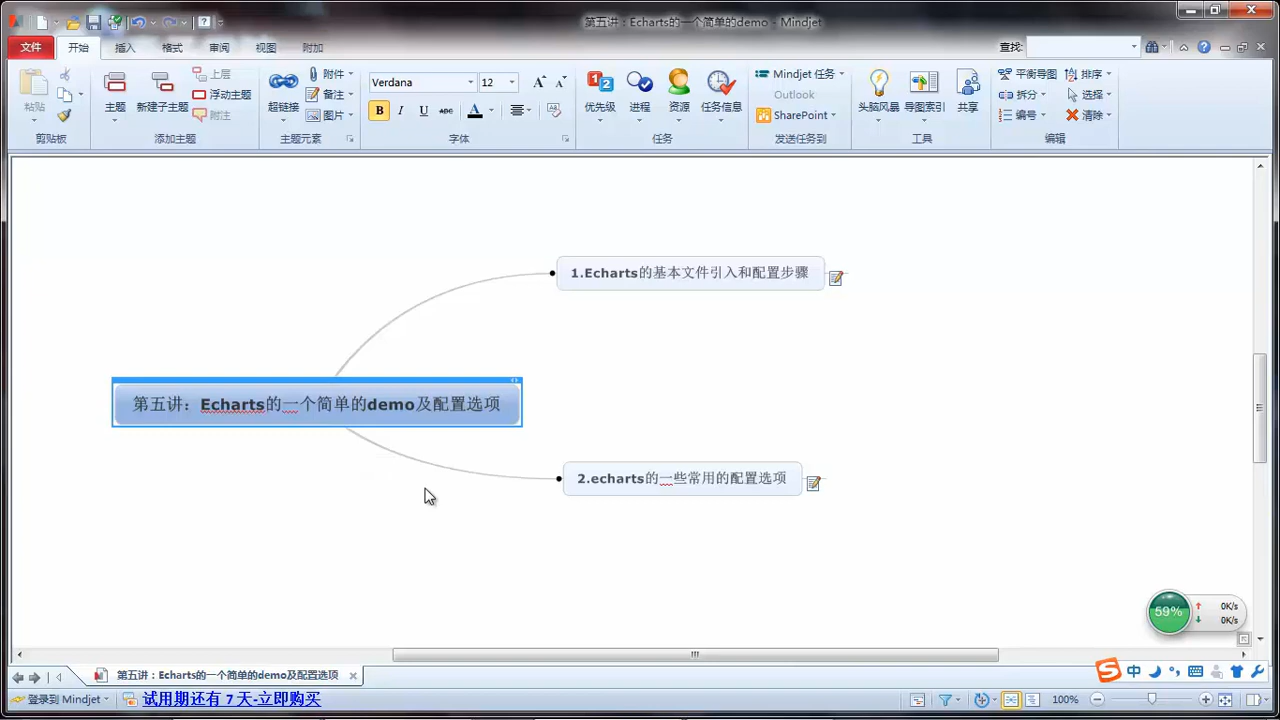 第五讲：Echarts的一个简单的demo - Mindjet
文件 开始 插入 格式 审阅 视图 附加 查找:
粘贴 主题 新建子主题 上层 浮动主题 附注 超链接 附件 备注 图片 Verdana 12 优先级 进程 资源 任务信息 Mindjet 任务 Outlook SharePoint 头脑风暴 导图索引 共享 平衡导图 排序 拆分 选择 编号 清除
剪贴板 添加主题 主题元素 字体 任务 发送任务到 工具 编辑
1.Echarts的基本文件引入和配置步骤
第五讲：Echarts的一个简单的demo及配置选项
2.echarts的一些常用的配置选项
59% 0K/s
0K/s
第五讲：Echarts的一个简单的demo及配置选项
中
登录到 Mindjet 试用期还有 7 天-立即购买 100%